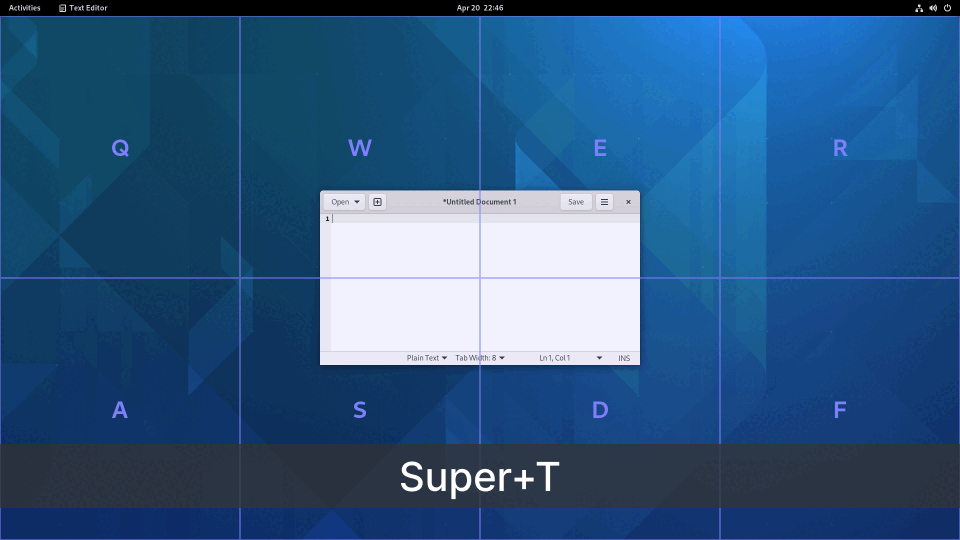 Activities Text Editor Apr 20 22:46
Q W E R
Open *Untitled Document 1 Save
1
Plain Text Tab Width: 8 Ln 1, Col 1 INS
A S D F
Super+T